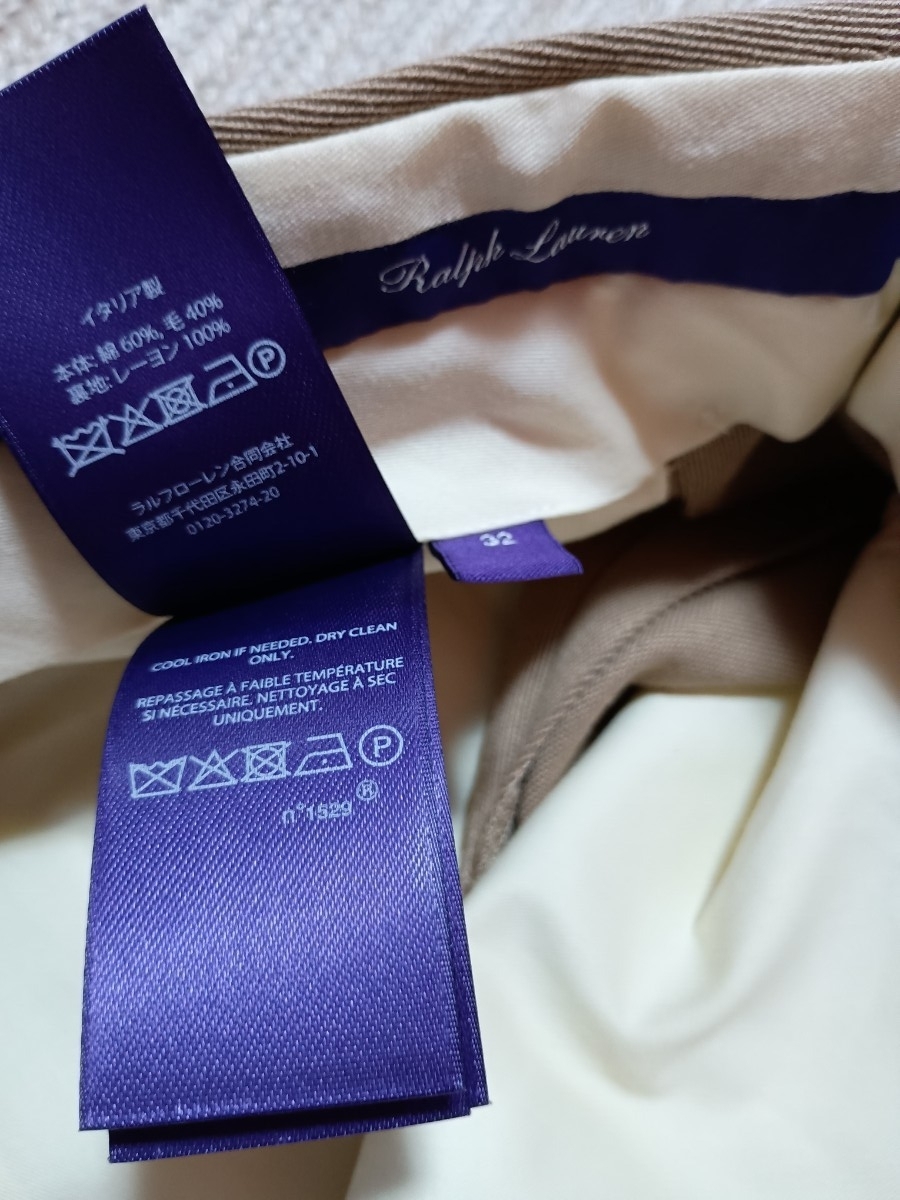 Ralph Lauren
イタリア製
本体: 綿 60%, 毛 40%
裏地: レーヨン 100%
P
ラルフローレン合同会社
東京都千代田区永田町2-10-1
0120-3274-20
32
COOL IRON IF NEEDED. DRY CLEAN
ONLY.
REPASSAGE À FAIBLE TEMPÉRATURE
SI NÉCESSAIRE. NETTOYAGE À SEC
UNIQUEMENT.
P
n°1529 ®